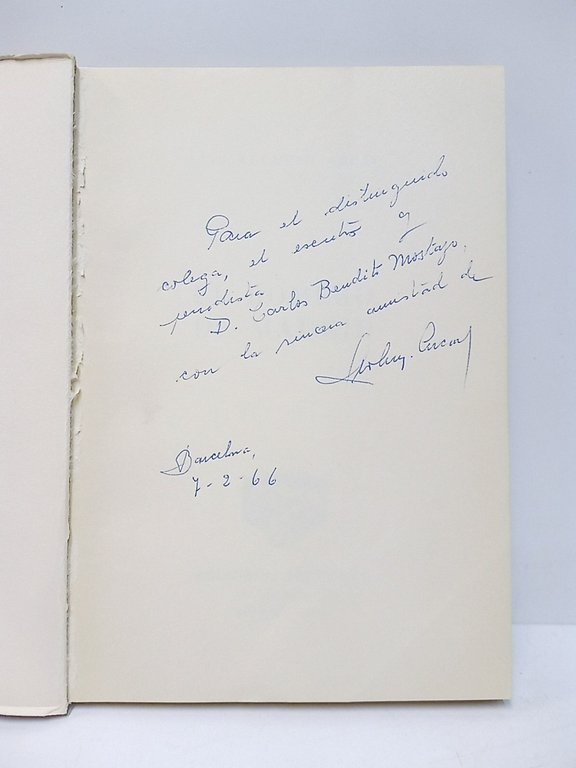 Para el distinguido
colega, el escritor y
periodista
D. Carlos Bendito Mostajo,
con la sincera amistad de
Barcelona,
7-2-66